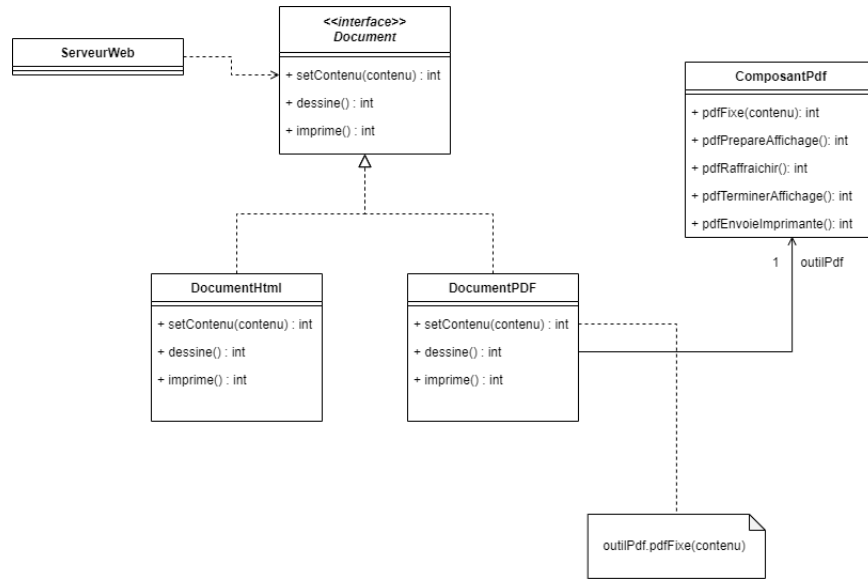 <<interface>>
Document
+ setContenu(contenu) : int
+ dessine() : int
+ imprime() : int
ServeurWeb
ComposantPdf
+ pdfFixe(contenu): int
+ pdfPrepareAffichage(): int
+ pdfRaffraichir(): int
+ pdfTerminerAffichage(): int
+ pdfEnvoieImprimante(): int
1 outilPdf
DocumentHtml
+ setContenu(contenu) : int
+ dessine() : int
+ imprime() : int
DocumentPDF
+ setContenu(contenu) : int
+ dessine() : int
+ imprime() : int
outilPdf.pdfFixe(contenu)